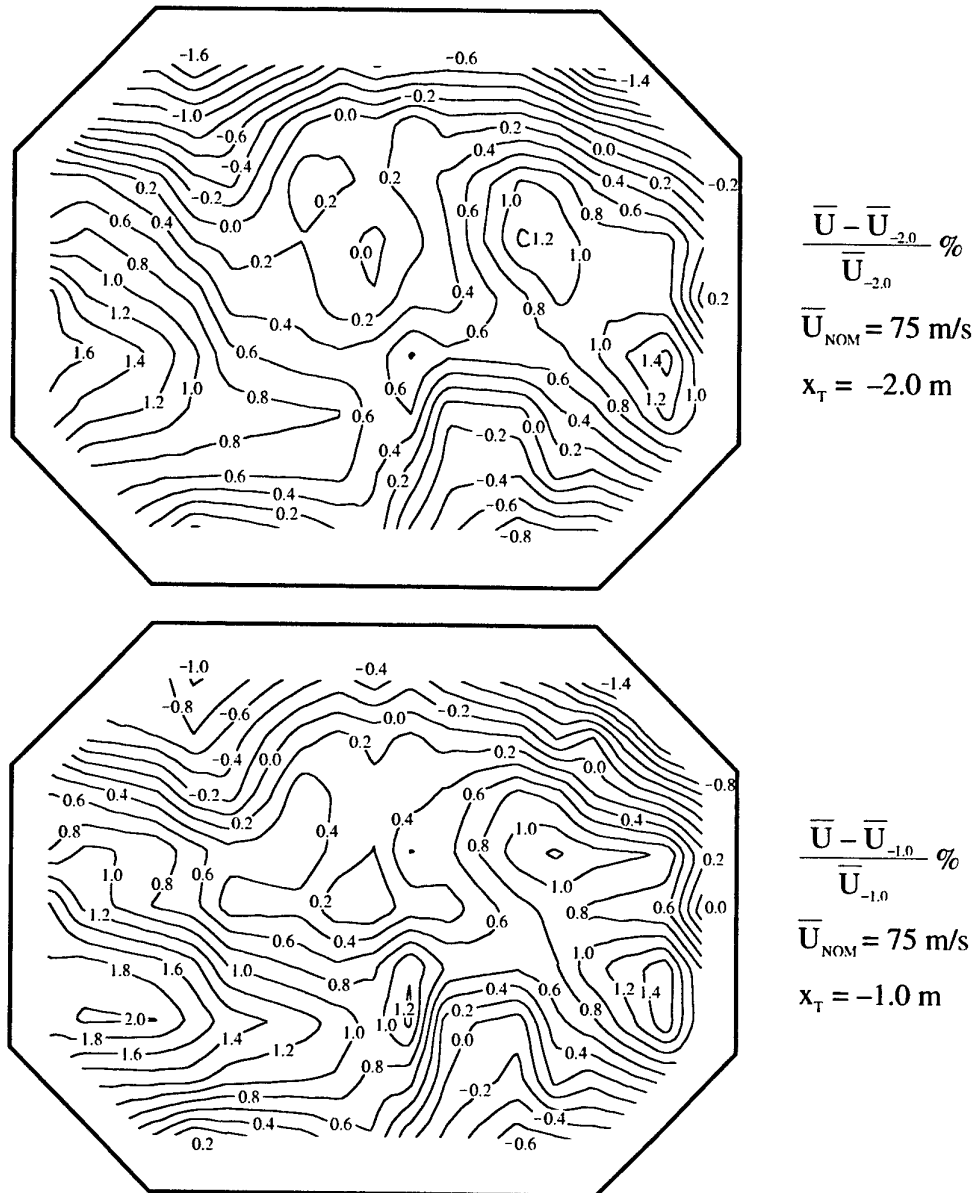 -1.6 -0.6
-1.4
-1.0 -0.2
-0.6 0.0 0.2
-0.4 0.4 0.0
0.2 -0.2 0.2 0.4 0.2 -0.2
0.6 0.4 0.0 0.2 0.6 1.0 0.8 0.6
0.8 0.2 0.0 1.2 1.0
1.0 0.4 0.2
1.2 0.4 0.2 0.6 0.8
1.6 1.4 0.6 1.0 1.4
1.2 1.0 0.8 0.6 0.6 0.8 1.2 1.0
0.8 0.6 0.4 -0.2 0.0 0.4
0.6 0.4 0.2 -0.4 0.2
0.2 -0.6 -0.4
-0.8
U – U -2.0 %
U -2.0
U NOM = 75 m/s
x T = -2.0 m
-1.0 -0.4 -1.4
-0.8 -0.6 0.0 -0.2
-0.4 0.0 0.2 0.2 0.0 -0.8
0.6 0.4 -0.2 0.2 0.6 0.4
0.8 0.4 0.4 0.8 1.0 0.2
1.0 0.8 0.6 1.0
1.2 0.2 0.8 0.6 0.0
0.6 0.4 0.6
1.8 1.6 1.0 0.8 1.0
2.0 1.2 0.4 0.6 1.2 1.4
1.8 1.4 1.0 1.0 0.2 0.8
1.6 1.2 0.8 0.0 0.4
0.8 -0.2
0.4 0.6 -0.4
0.2 -0.6
U – U -1.0 %
U -1.0
U NOM = 75 m/s
x T = -1.0 m